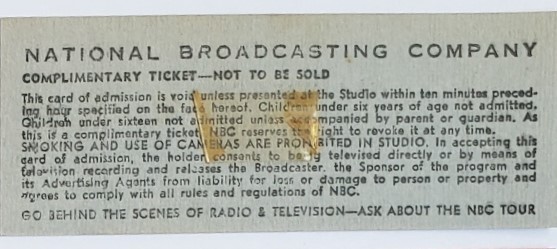 NATIONAL BROADCASTING COMPANY
COMPLIMENTARY TICKET—NOT TO BE SOLD
This card of admission is void unless presented at the Studio within ten minutes preced-
ing hour specified on the face hereof. Children under six years of age not admitted.
Children under sixteen not admitted unless accompanied by parent or guardian. As
this is a complimentary ticket, NBC reserves the right to revoke it at any time.
SMOKING AND USE OF CAMERAS ARE PROHIBITED IN STUDIO. In accepting this
card of admission, the holder consents to being televised directly or by means of
television recording and releases the Broadcaster, the Sponsor of the program and
its Advertising Agents from liability for loss or damage to person or property and
agrees to comply with all rules and regulations of NBC.
GO BEHIND THE SCENES OF RADIO & TELEVISION—ASK ABOUT THE NBC TOUR